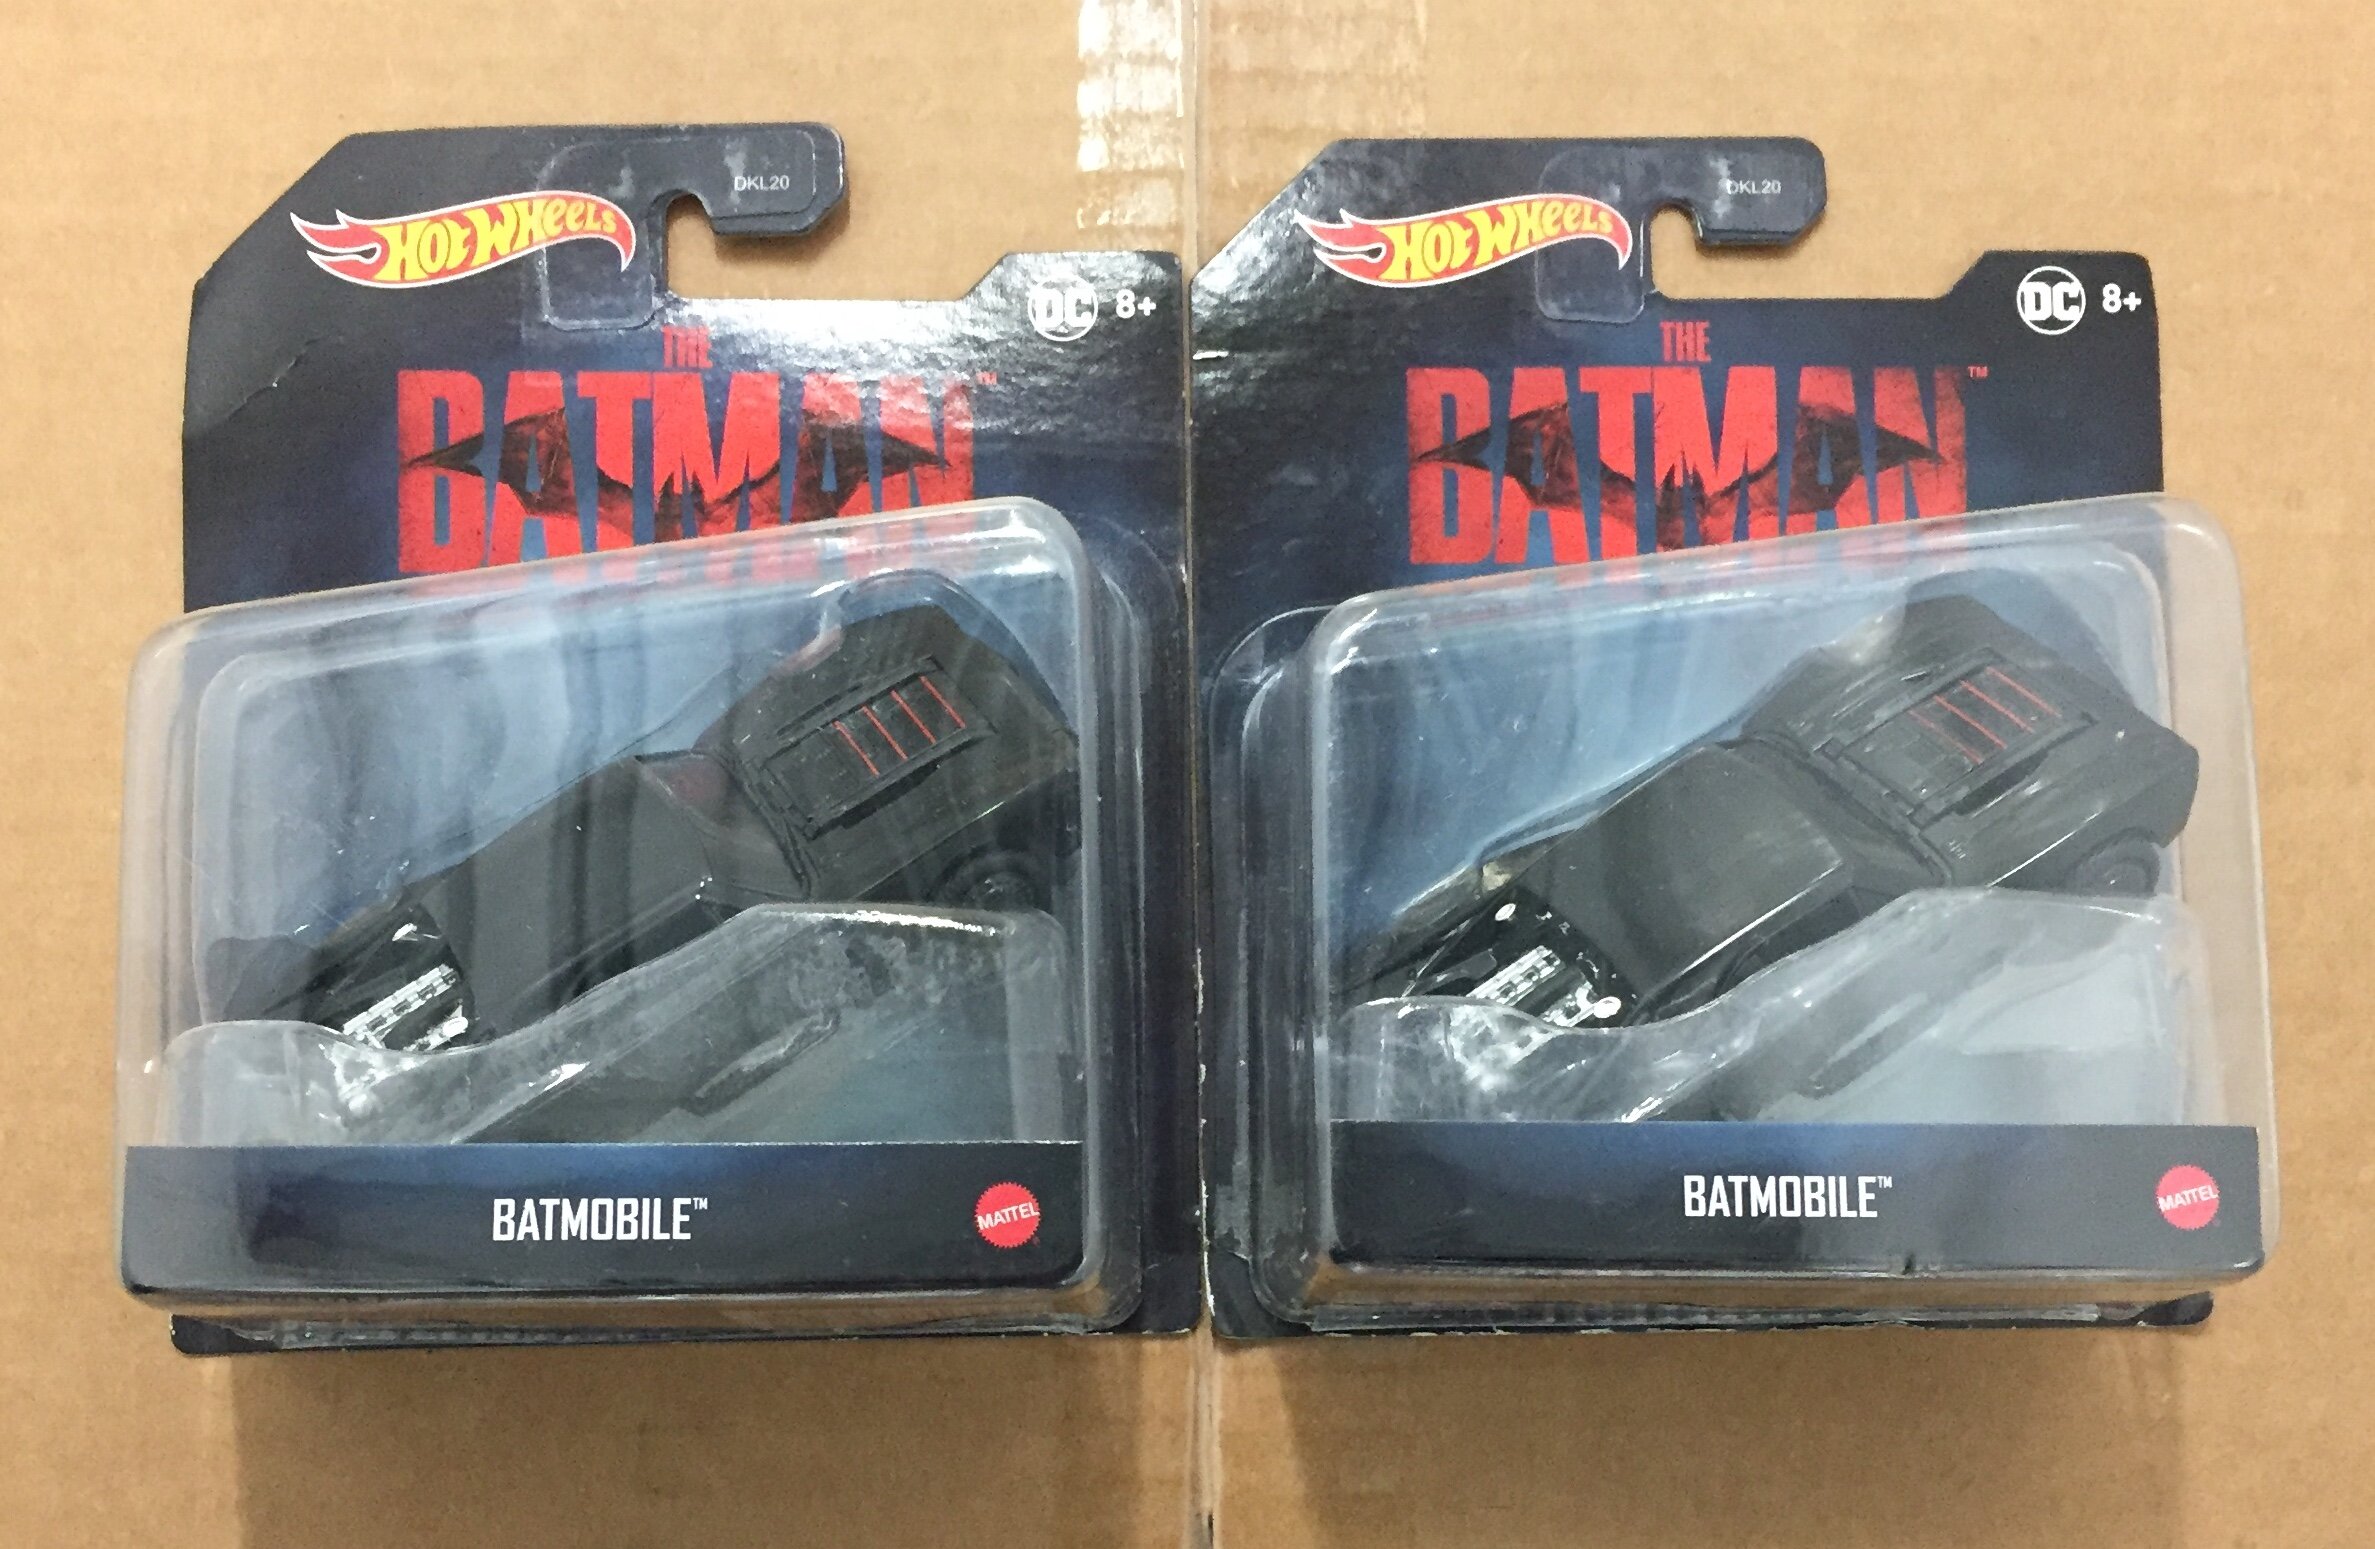 DKL20
HOT WHEELS
DC 8+
THE
BATMAN™
BATMOBILE™
MATTEL
DKL20
HOT WHEELS
DC 8+
THE
BATMAN™
BATMOBILE™
MATTEL